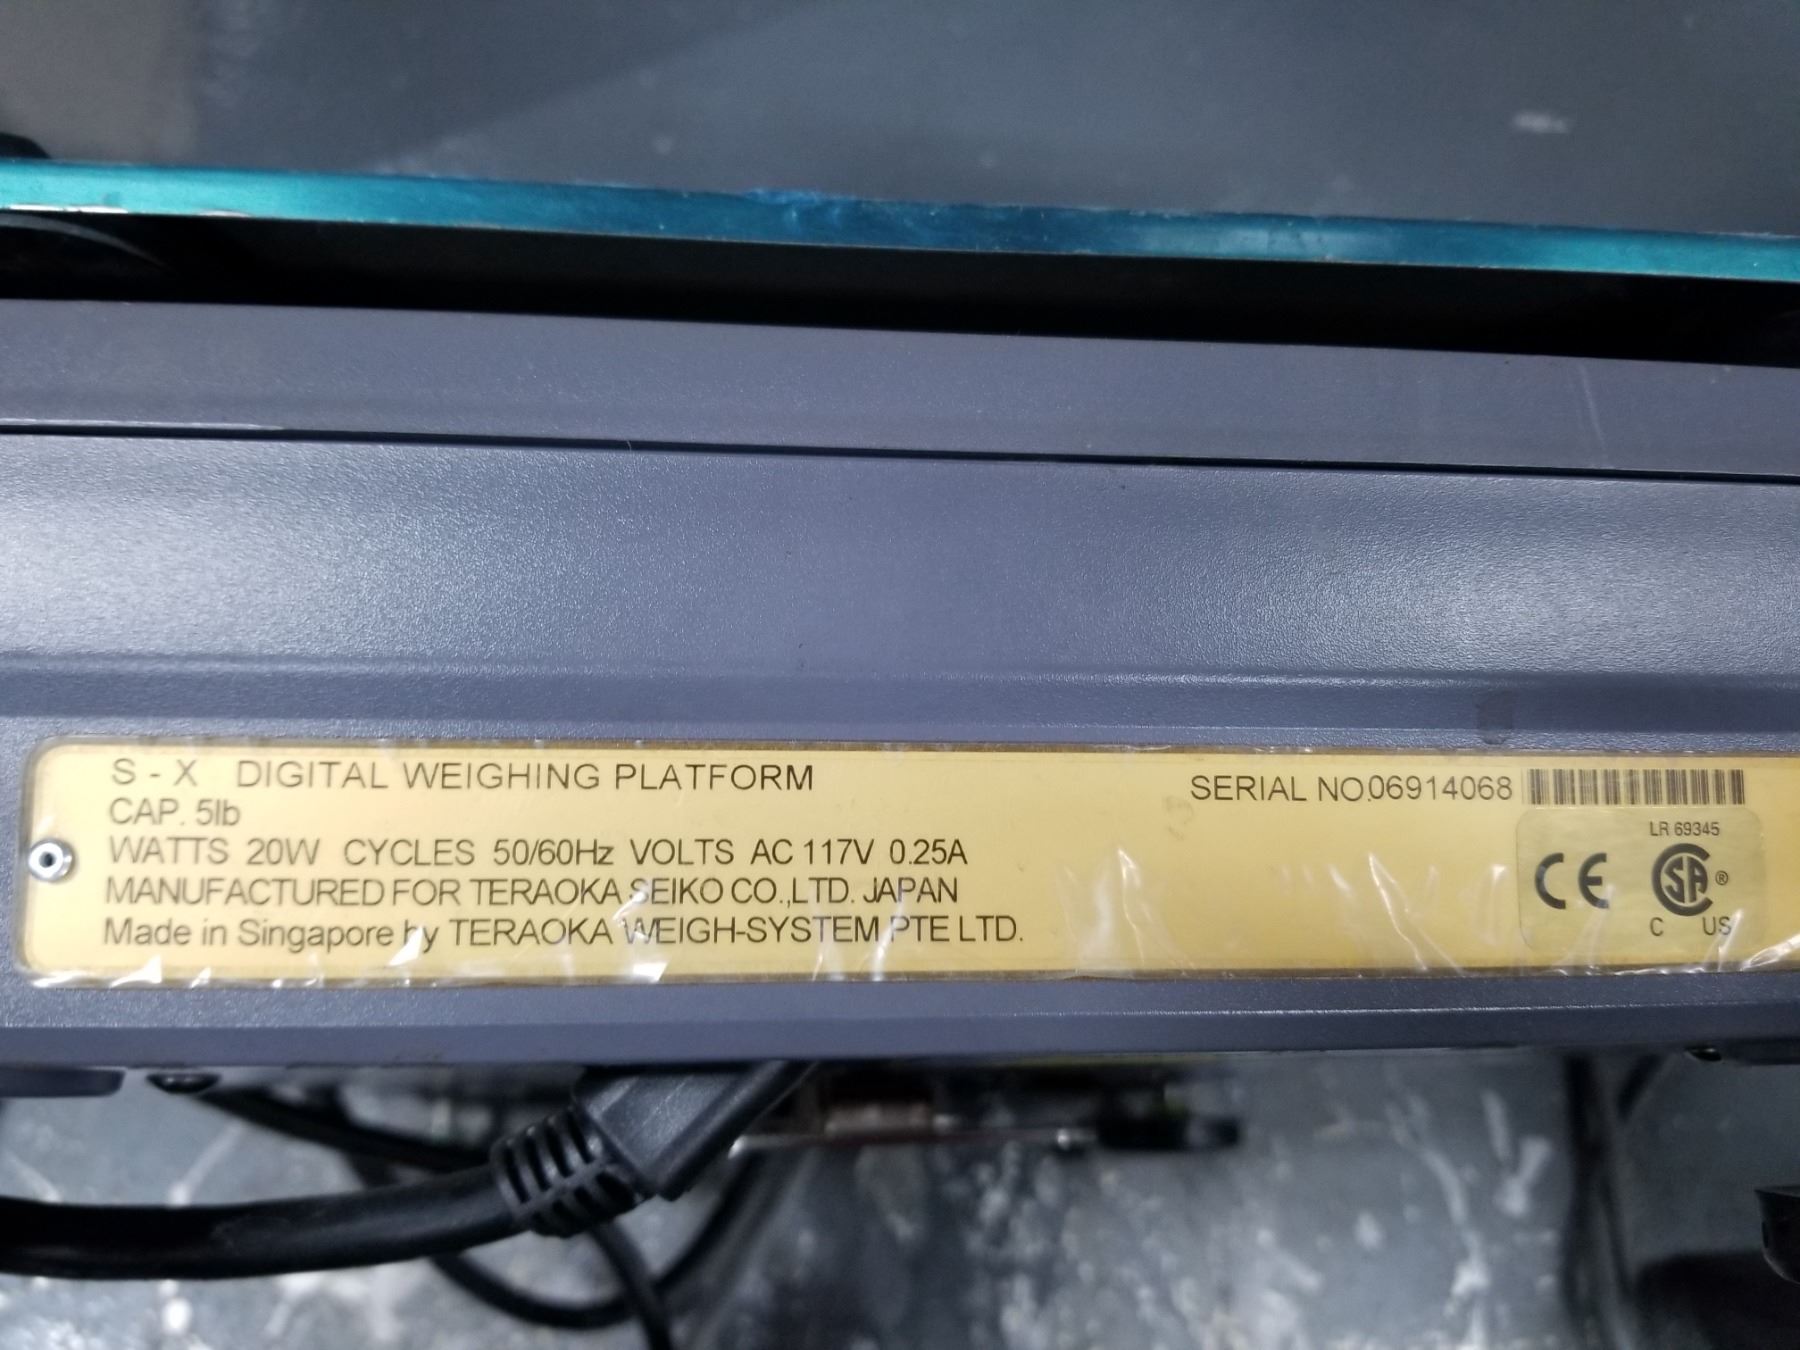 S - X DIGITAL WEIGHING PLATFORM
CAP. 5lb
WATTS 20W CYCLES 50/60Hz VOLTS AC 117V 0.25A
MANUFACTURED FOR TERAOKA SEIKO CO.,LTD. JAPAN
Made in Singapore by TERAOKA WEIGH-SYSTEM PTE LTD.
SERIAL NO.06914068
LR 69345
CE SA ®
C US